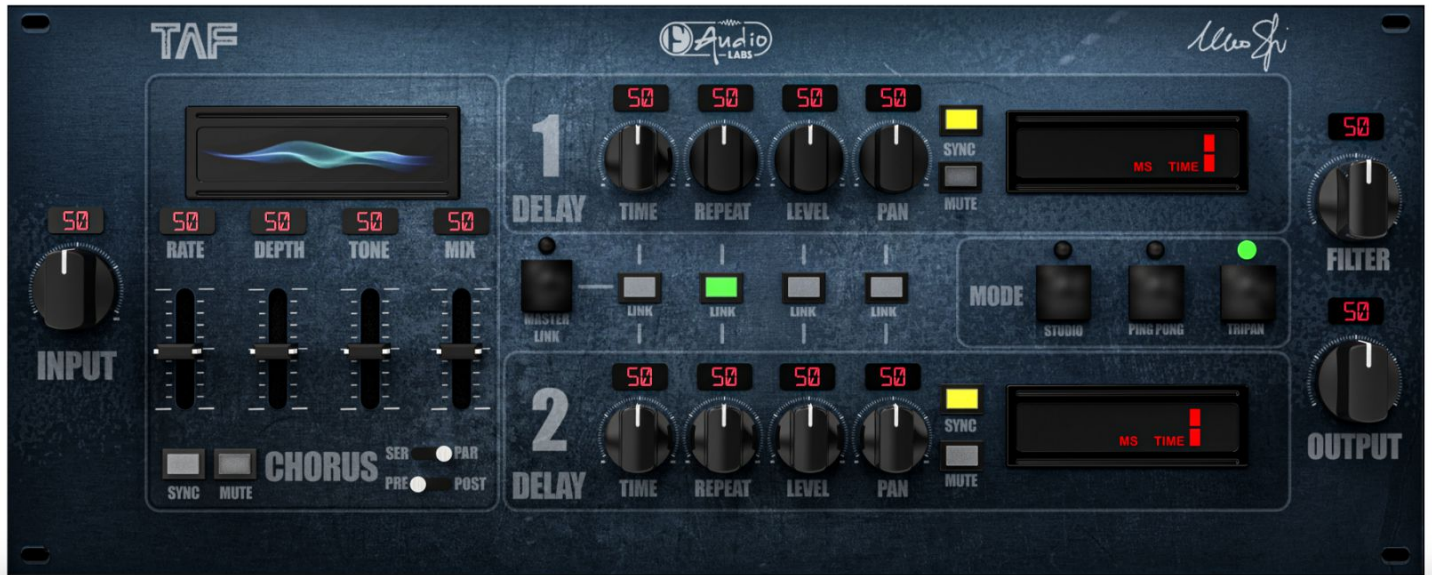 TAF
Audio
LABS
50
INPUT
50 50 50 50
RATE DEPTH TONE MIX
SYNC MUTE
CHORUS
SER PAR
PRE POST
1
DELAY
50 50 50 50
TIME REPEAT LEVEL PAN
SYNC
MUTE
MS TIME
MASTER
LINK
LINK LINK LINK LINK
MODE
STUDIO PING PONG TRIPAN
2
DELAY
50 50 50 50
TIME REPEAT LEVEL PAN
SYNC
MUTE
MS TIME
50
FILTER
50
OUTPUT